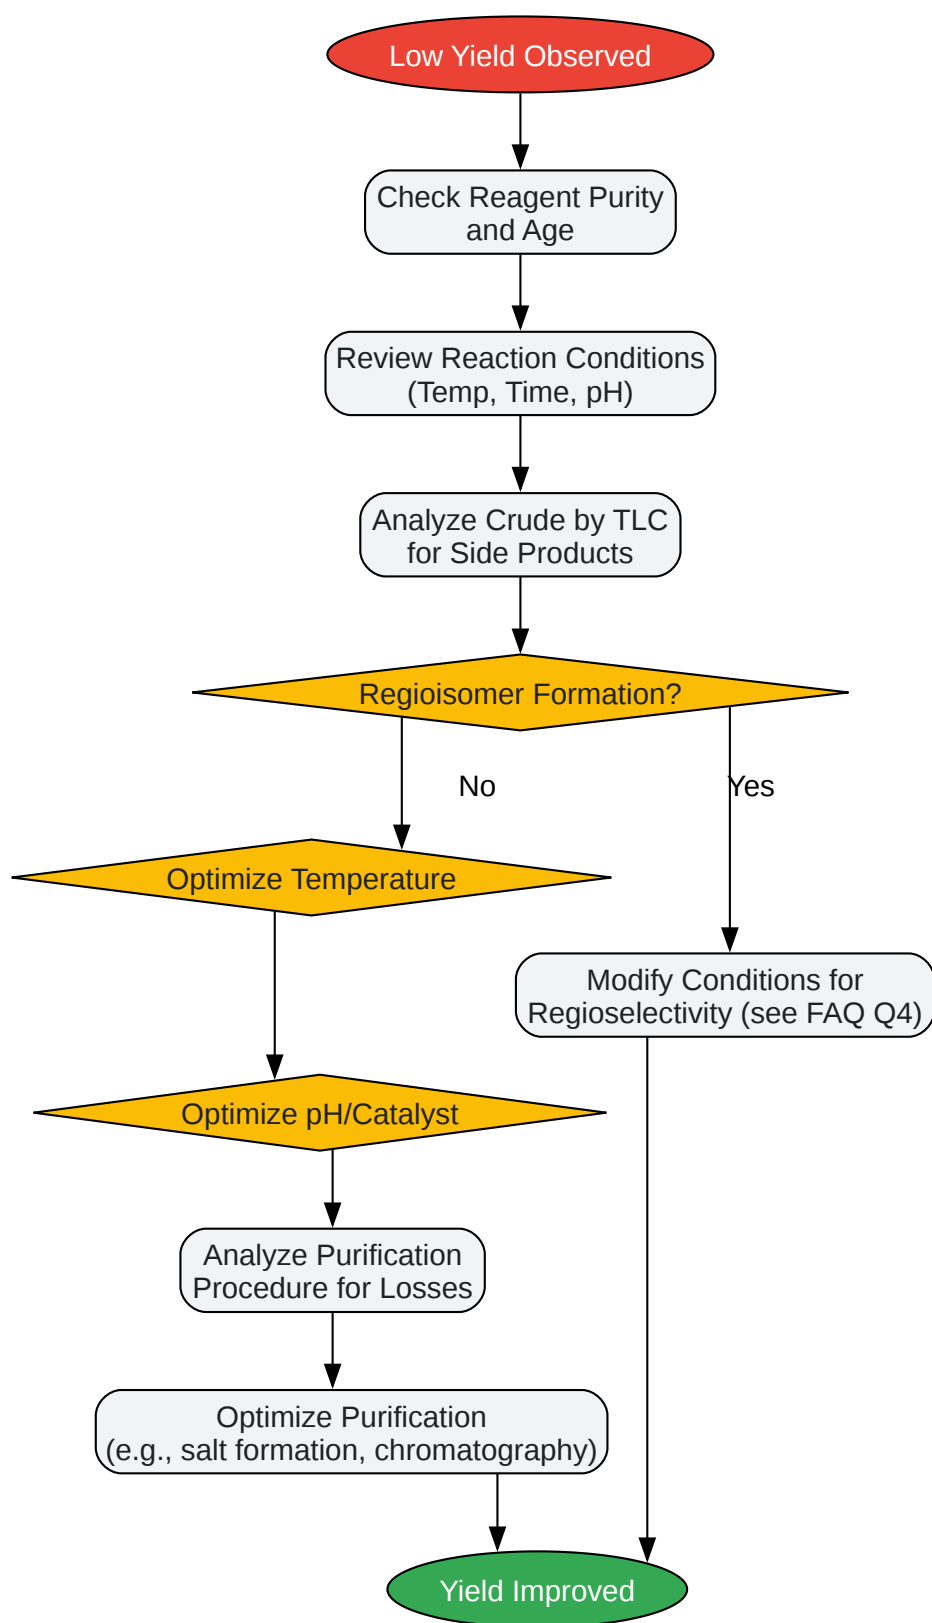 Low Yield Observed
Check Reagent Purity
and Age
Review Reaction Conditions
(Temp, Time, pH)
Analyze Crude by TLC
for Side Products
Regioisomer Formation?
No
Yes
Optimize Temperature
Modify Conditions for
Regioselectivity (see FAQ Q4)
Optimize pH/Catalyst
Analyze Purification
Procedure for Losses
Optimize Purification
(e.g., salt formation, chromatography)
Yield Improved